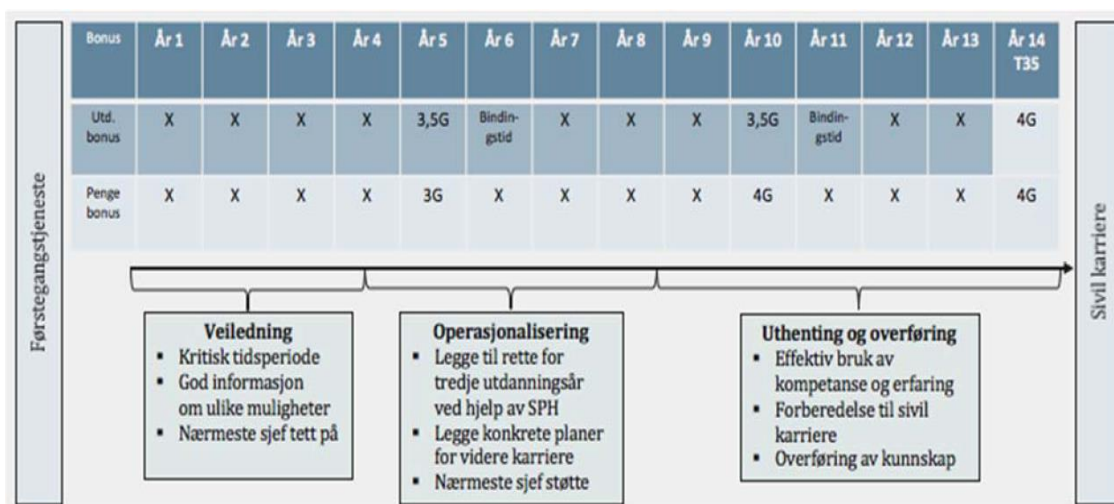 Førstegangstjeneste
Bonus År 1 År 2 År 3 År 4 År 5 År 6 År 7 År 8 År 9 År 10 År 11 År 12 År 13 År 14
T35
Utd.
bonus X X X X 3,5G Bindin-
gstid X X X 3,5G Bindin-
gstid X X 4G
Penge
bonus X X X X 3G X X X X 4G X X X 4G
Veiledning
▪ Kritisk tidsperiode
▪ God informasjon
om ulike muligheter
▪ Nærmeste sjef tett på
Operasjonalisering
▪ Legge til rette for
tredje utdanningsår
ved hjelp av SPH
▪ Legge konkrete planer
for videre karriere
▪ Nærmeste sjef støtte
Uthenting og overføring
▪ Effektiv bruk av
kompetanse og erfaring
▪ Forberedelse til sivil
karriere
▪ Overføring av kunnskap
Sivil karriere